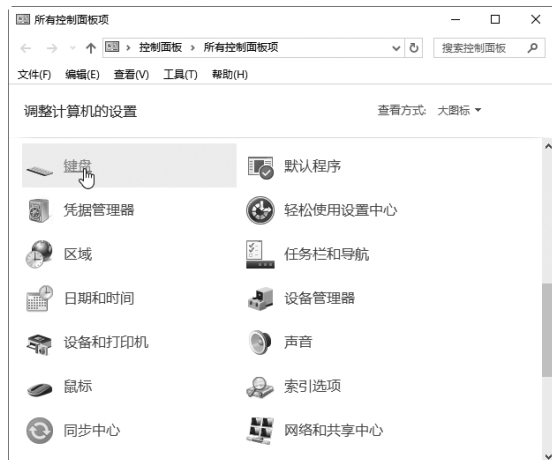 所有控制面板项
控制面板 › 所有控制面板项
搜索控制面板
文件(F) 编辑(E) 查看(V) 工具(T) 帮助(H)
调整计算机的设置
查看方式: 大图标
键盘
默认程序
凭据管理器
轻松使用设置中心
区域
任务栏和导航
日期和时间
设备管理器
设备和打印机
声音
鼠标
索引选项
同步中心
网络和共享中心